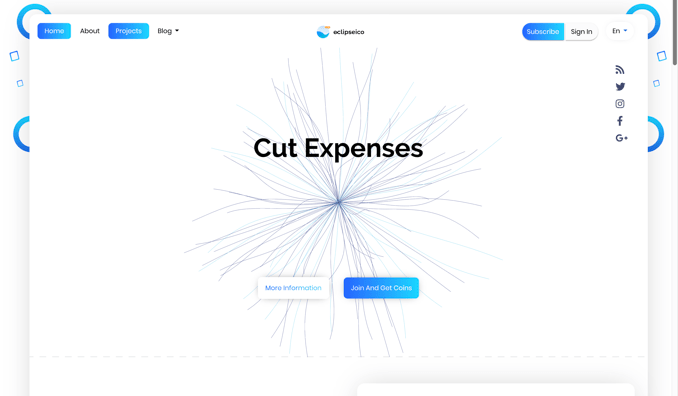 Home About Projects Blog eclipseico Subscribe Sign In En
Cut Expenses
More Information Join And Get Coins